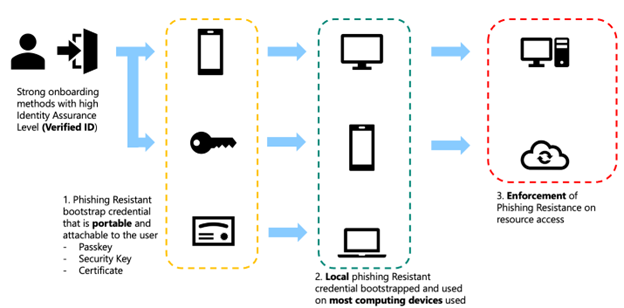 Strong onboarding
methods with high
Identity Assurance
Level (Verified ID)
1. Phishing Resistant
bootstrap credential
that is portable and
attachable to the user
- Passkey
- Security Key
- Certificate
2. Local phishing Resistant
credential bootstrapped and used
on most computing devices used
3. Enforcement of
Phishing Resistance on
resource access